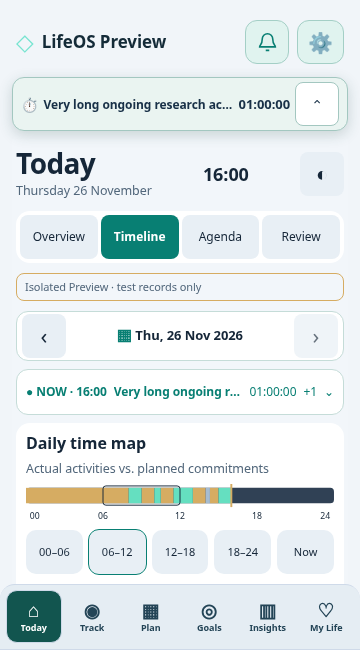 LifeOS Preview
Very long ongoing research ac... 01:00:00
Today
Thursday 26 November
16:00
Overview Timeline Agenda Review
Isolated Preview · test records only
‹ Thu, 26 Nov 2026 ›
● NOW · 16:00 Very long ongoing r... 01:00:00 +1
Daily time map
Actual activities vs. planned commitments
00 06 12 18 24
00–06 06–12 12–18 18–24 Now
Today Track Plan Goals Insights My Life